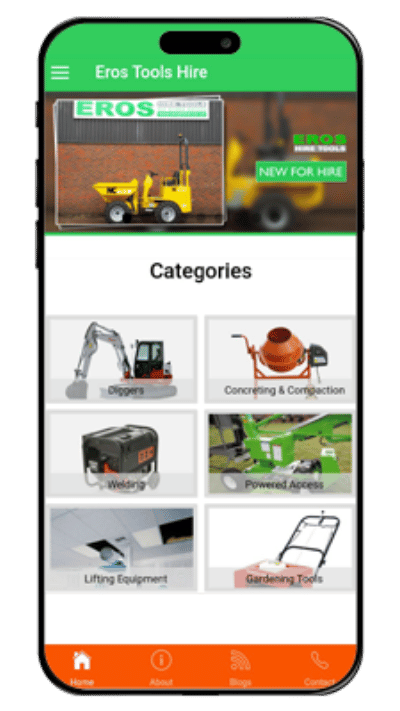 Eros Tools Hire
EROS
EROS
HIRE TOOLS
NEW FOR HIRE
Categories
Diggers
Concreting & Compaction
Welding
Powered Access
Lifting Equipment
Gardening Tools
Home
About
Blogs
Contact